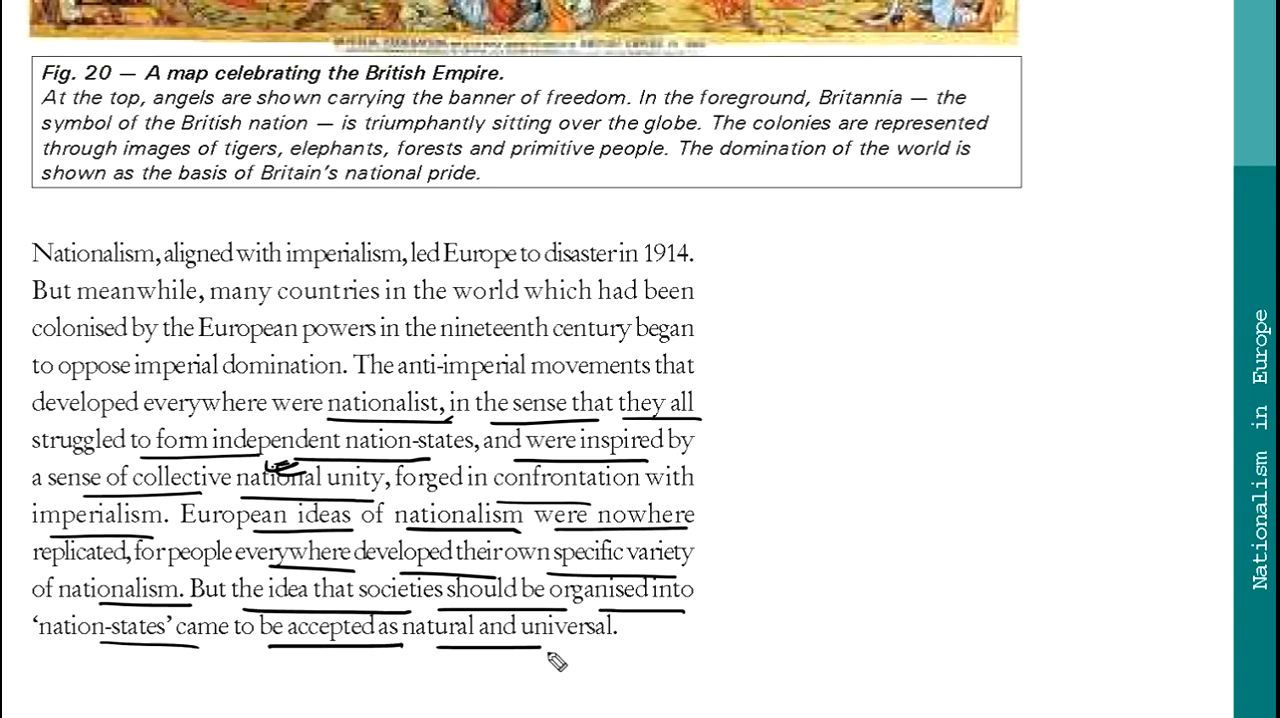 Fig. 20 — A map celebrating the British Empire.
At the top, angels are shown carrying the banner of freedom. In the foreground, Britannia — the
symbol of the British nation — is triumphantly sitting over the globe. The colonies are represented
through images of tigers, elephants, forests and primitive people. The domination of the world is
shown as the basis of Britain's national pride.
Nationalism, aligned with imperialism, led Europe to disaster in 1914.
But meanwhile, many countries in the world which had been
colonised by the European powers in the nineteenth century began
to oppose imperial domination. The anti-imperial movements that
developed everywhere were nationalist, in the sense that they all
struggled to form independent nation-states, and were inspired by
a sense of collective national unity, forged in confrontation with
imperialism. European ideas of nationalism were nowhere
replicated, for people everywhere developed their own specific variety
of nationalism. But the idea that societies should be organised into
'nation-states' came to be accepted as natural and universal.
Nationalism in Europe